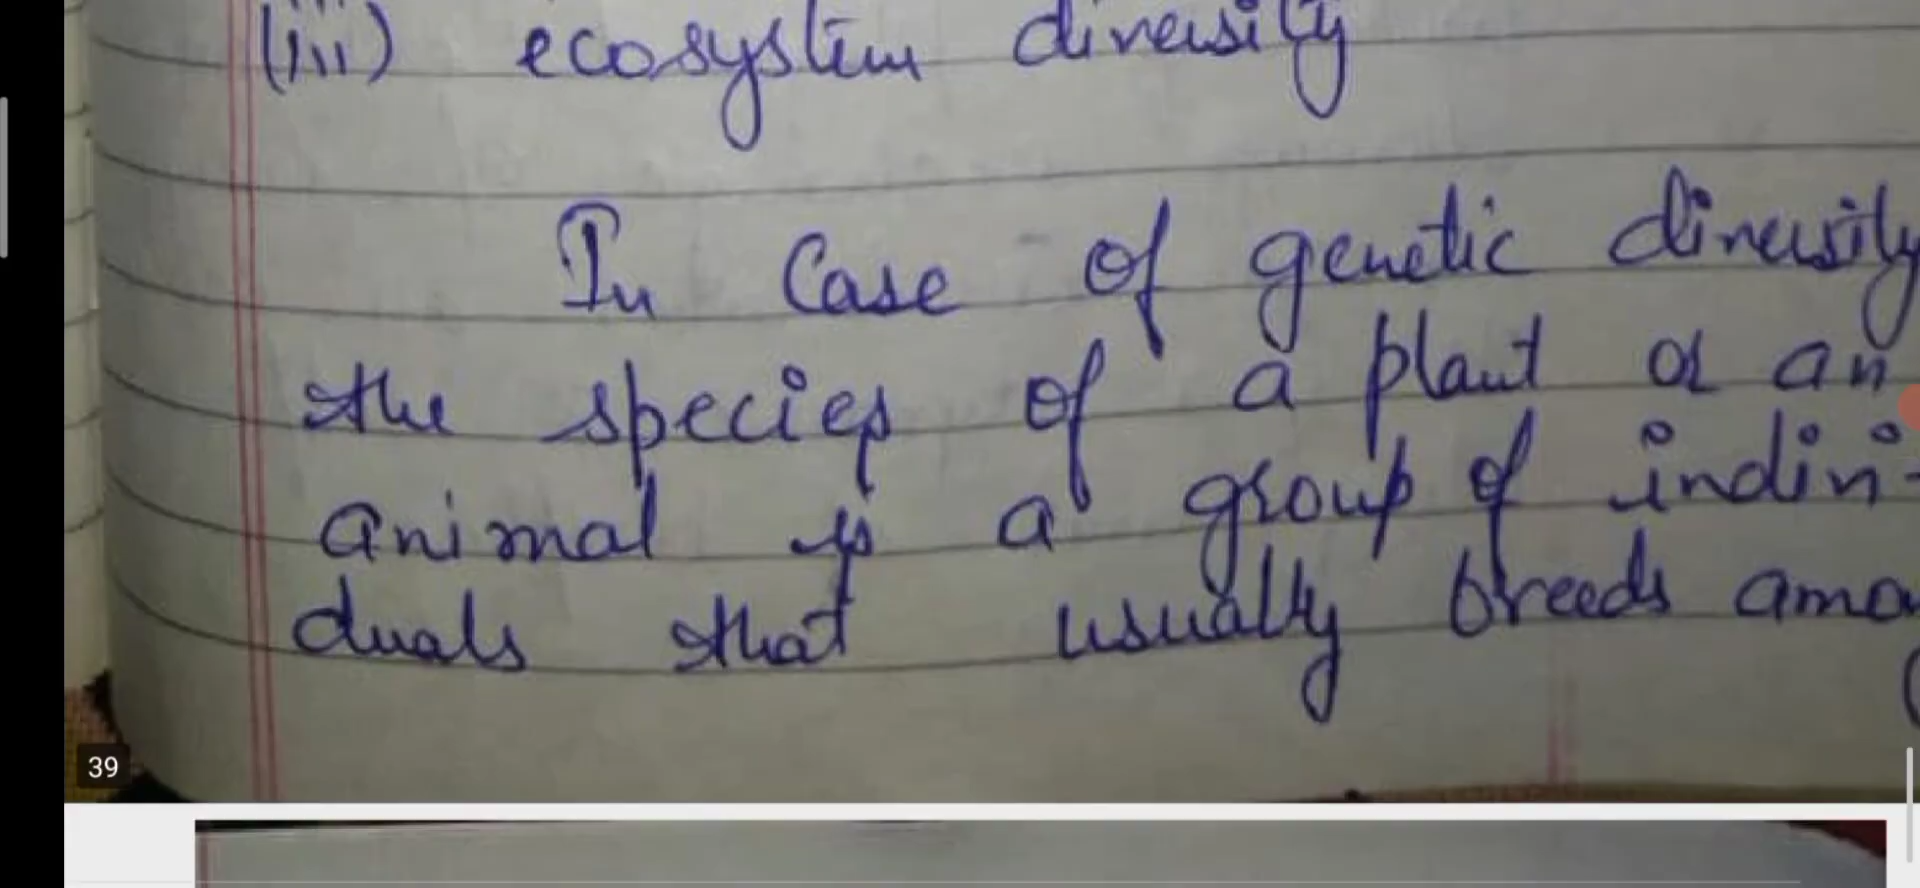 (iii) ecosystem diversity
In Case of genetic diversity
the species of a plant or an
animal is a group of indivi-
duals that usually breeds amo
39